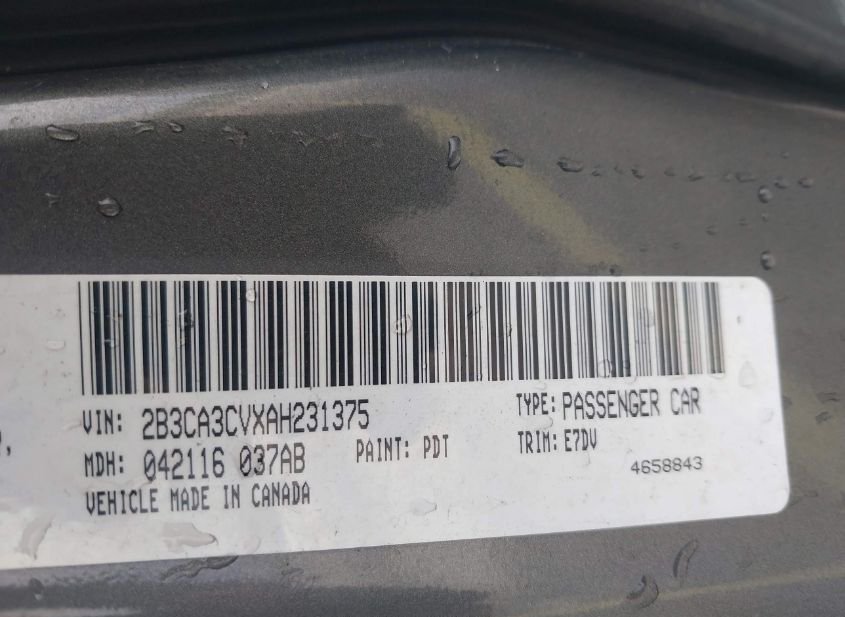 VIN: 2B3CA3CVXAH231375 TYPE: PASSENGER CAR
MDH: 042116 037AB PAINT: PDT TRIM: E7DV
VEHICLE MADE IN CANADA 4658843